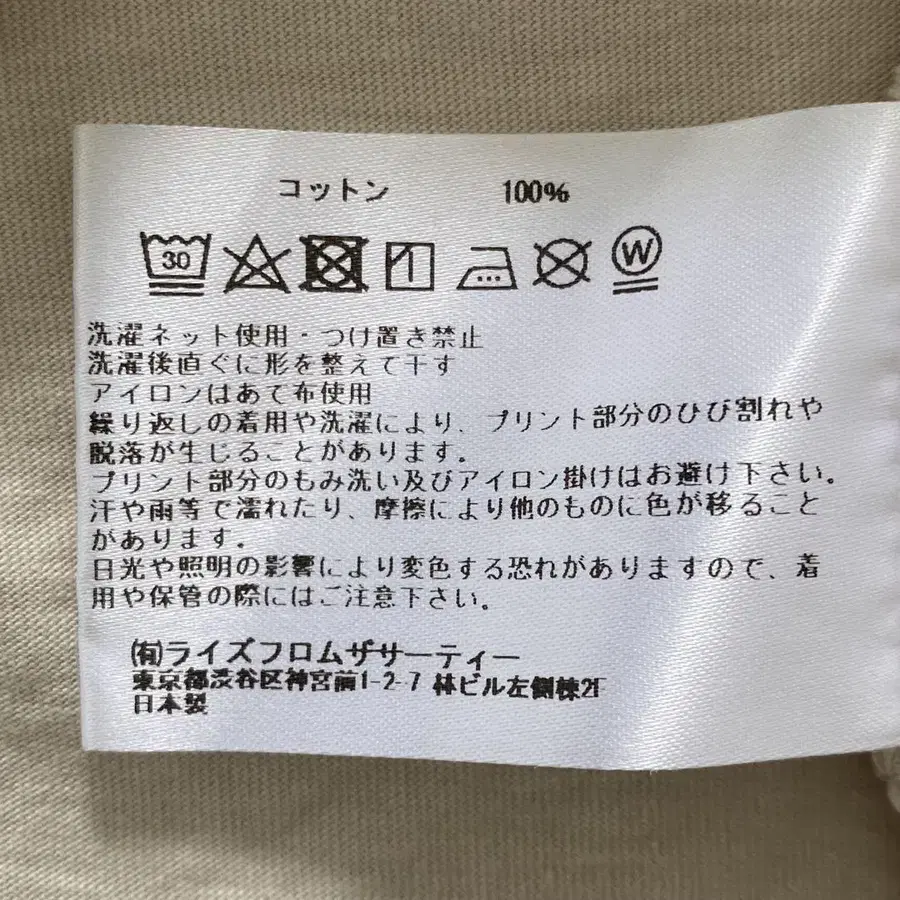 コットン 100%
30 W
洗濯ネット使用・つけ置き禁止
洗濯後直ぐに形を整えて干す
アイロンはあて布使用
繰り返しの着用や洗濯により、プリント部分のひび割れや
脱落が生じることがあります。
プリント部分のもみ洗い及びアイロン掛けはお避け下さい。
汗や雨等で濡れたり、摩擦により他のものに色が移ること
があります。
日光や照明の影響により変色する恐れがありますので、着
用や保管の際にはご注意下さい。
㈲ライズフロムザサーティー
東京都渋谷区神宮前1-2-7 林ビル左側棟2F
日本製